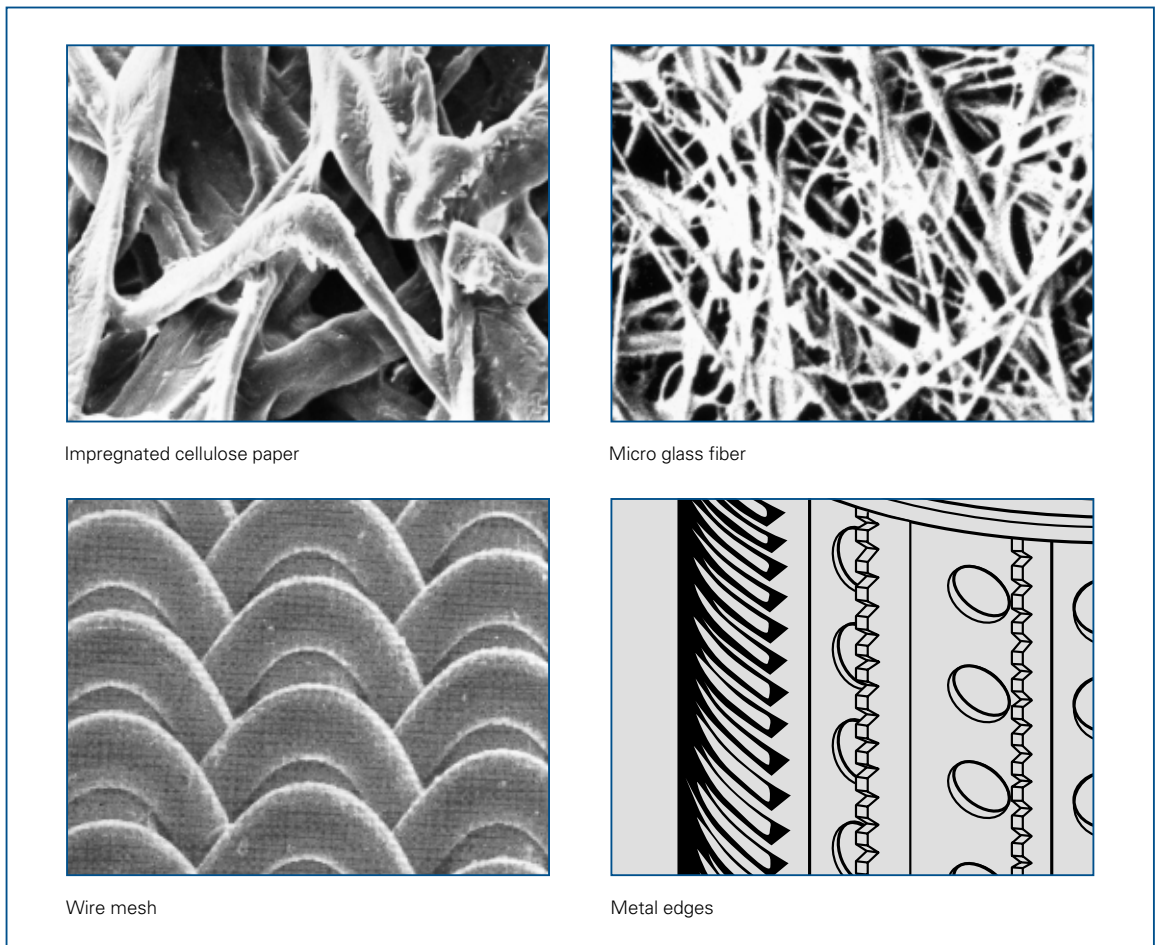 Impregnated cellulose paper
Micro glass fiber
Wire mesh
Metal edges